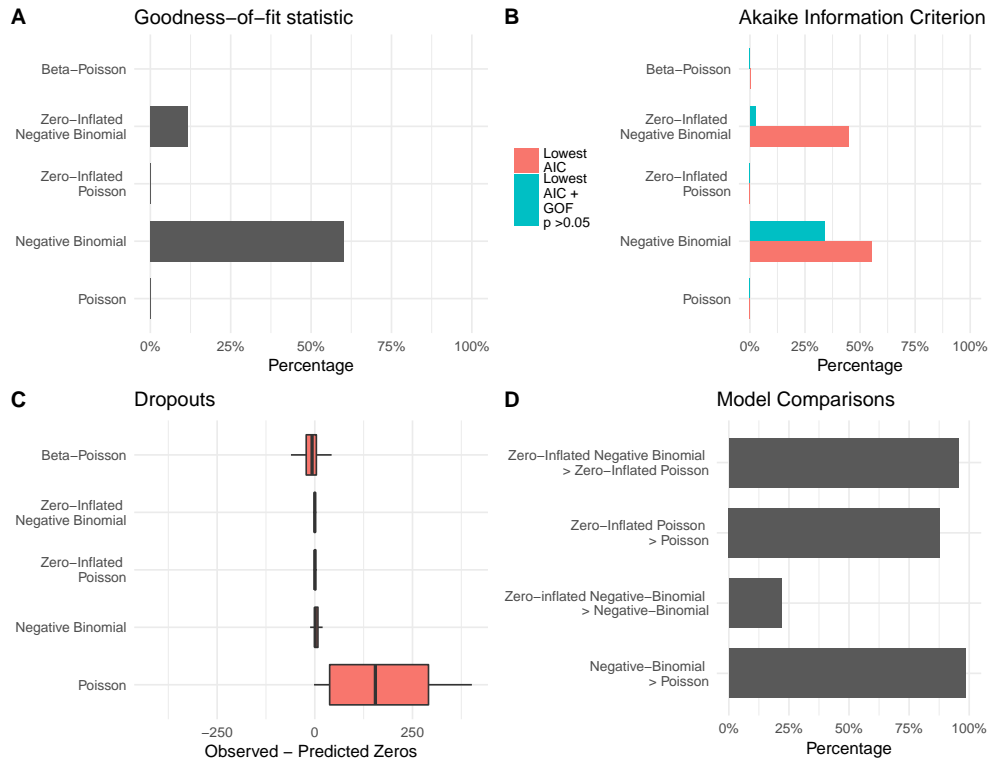 A
Goodness−of−fit statistic
Beta−Poisson
Zero−Inflated
Negative Binomial
Zero−Inflated
Poisson
Negative Binomial
Poisson
0%
25%
50%
75%
100%
Percentage
B
Akaike Information Criterion
Lowest
AIC
Lowest
AIC +
GOF
p >0.05
Beta−Poisson
Zero−Inflated
Negative Binomial
Zero−Inflated
Poisson
Negative Binomial
Poisson
0%
25%
50%
75%
100%
Percentage
C
Dropouts
Beta−Poisson
Zero−Inflated
Negative Binomial
Zero−Inflated
Poisson
Negative Binomial
Poisson
−250
0
250
Observed − Predicted Zeros
D
Model Comparisons
Zero−Inflated Negative Binomial
> Zero−Inflated Poisson
Zero−Inflated Poisson
> Poisson
Zero−inflated Negative−Binomial
> Negative−Binomial
Negative−Binomial
> Poisson
0%
25%
50%
75%
100%
Percentage